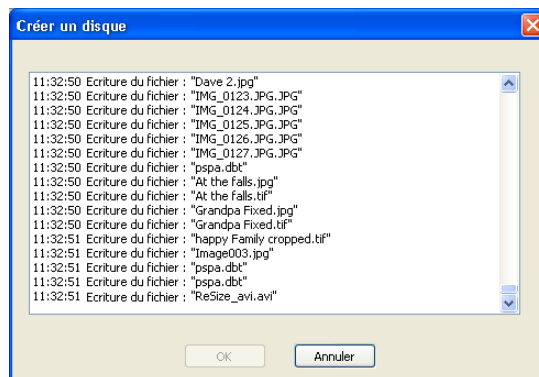 Créer un disque
11:32:50 Ecriture du fichier : "Dave 2.jpg"
11:32:50 Ecriture du fichier : "IMG_0123.JPG.JPG"
11:32:50 Ecriture du fichier : "IMG_0124.JPG.JPG"
11:32:50 Ecriture du fichier : "IMG_0125.JPG.JPG"
11:32:50 Ecriture du fichier : "IMG_0126.JPG.JPG"
11:32:50 Ecriture du fichier : "IMG_0127.JPG.JPG"
11:32:50 Ecriture du fichier : "pspa.dbt"
11:32:50 Ecriture du fichier : "At the falls.jpg"
11:32:50 Ecriture du fichier : "At the falls.tif"
11:32:50 Ecriture du fichier : "Grandpa Fixed.jpg"
11:32:50 Ecriture du fichier : "Grandpa Fixed.tif"
11:32:51 Ecriture du fichier : "happy Family cropped.tif"
11:32:51 Ecriture du fichier : "Image003.jpg"
11:32:51 Ecriture du fichier : "pspa.dbt"
11:32:51 Ecriture du fichier : "pspa.dbt"
11:32:51 Ecriture du fichier : "ReSize_avi.avi"
OK
Annuler